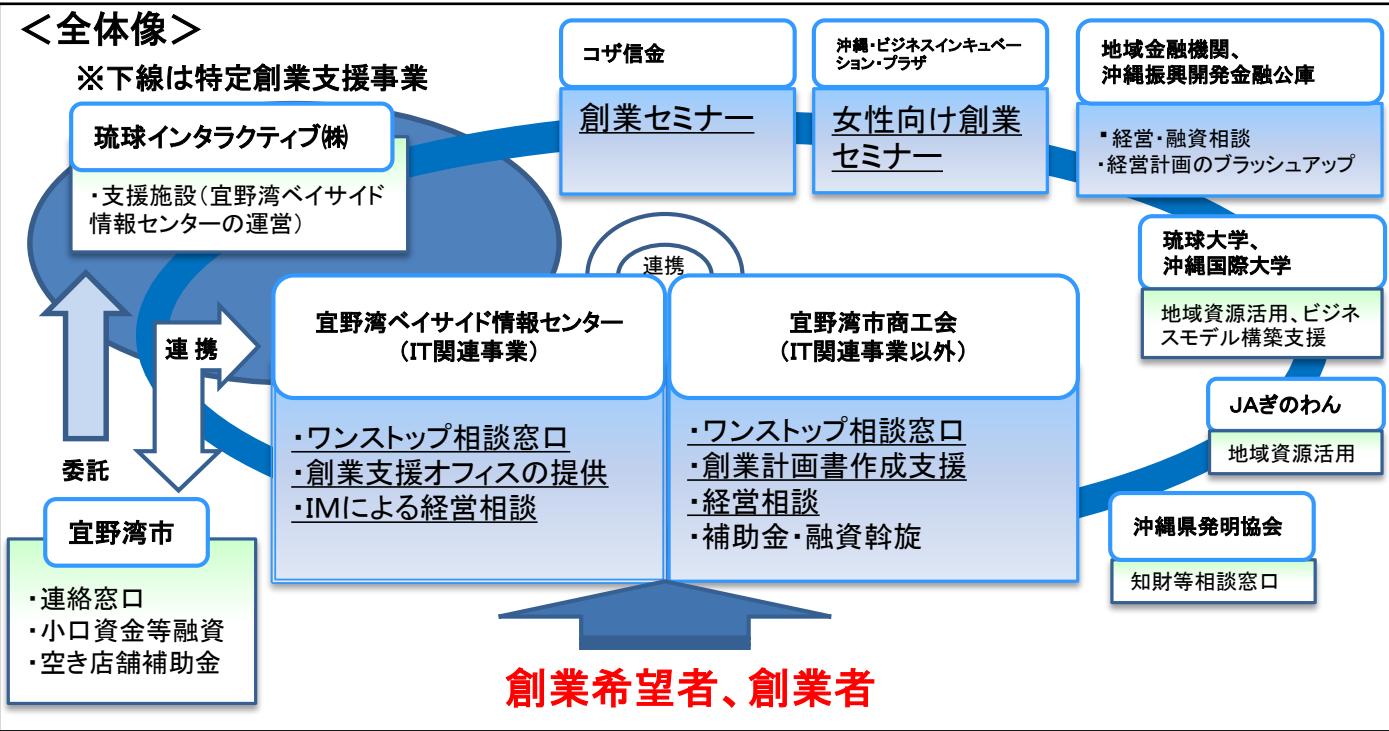 ＜全体像＞
※下線は特定創業支援事業
琉球インタラクティブ㈱
・支援施設（宜野湾ベイサイド
情報センターの運営）
コザ信金
創業セミナー
沖縄・ビジネスインキュベー
ション・プラザ
女性向け創業
セミナー
地域金融機関、
沖縄振興開発金融公庫
・経営・融資相談
・経営計画のブラッシュアップ
琉球大学、
沖縄国際大学
地域資源活用、ビジネ
スモデル構築支援
JAぎのわん
地域資源活用
沖縄県発明協会
知財等相談窓口
連携
宜野湾ベイサイド情報センター
（IT関連事業）
・ワンストップ相談窓口
・創業支援オフィスの提供
・IMによる経営相談
宜野湾市商工会
（IT関連事業以外）
・ワンストップ相談窓口
・創業計画書作成支援
・経営相談
・補助金・融資斡旋
連携
委託
宜野湾市
・連絡窓口
・小口資金等融資
・空き店舗補助金
創業希望者、創業者